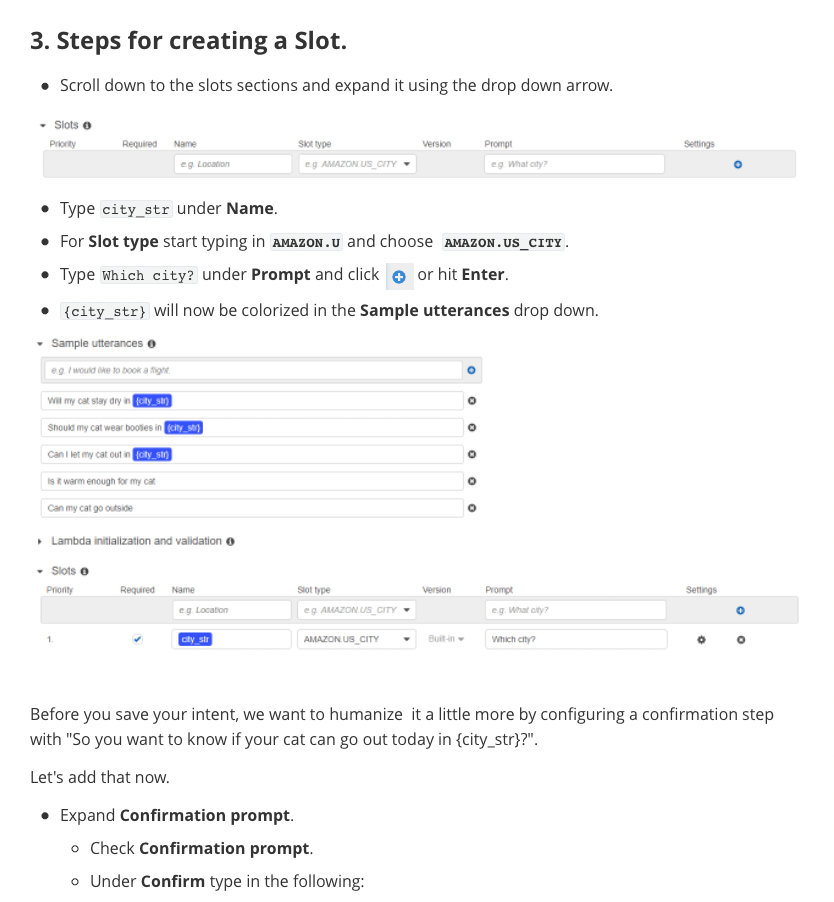 3. Steps for creating a Slot.
Scroll down to the slots sections and expand it using the drop down arrow.
Slots
Priority Required Name Slot type Version Prompt Settings
e.g. Location e.g. AMAZON.US_CITY e.g. What city?
Type city_str under Name.
For Slot type start typing in AMAZON.U and choose AMAZON.US_CITY.
Type Which city? under Prompt and click or hit Enter.
{city_str} will now be colorized in the Sample utterances drop down.
Sample utterances
e.g. I would like to book a flight.
Will my cat stay dry in {city_str}
Should my cat wear booties in {city_str}
Can I let my cat out in {city_str}
Is it warm enough for my cat
Can my cat go outside
Lambda initialization and validation
Slots
Priority Required Name Slot type Version Prompt Settings
e.g. Location e.g. AMAZON.US_CITY e.g. What city?
1. city_str AMAZON.US_CITY Built-in Which city?
Before you save your intent, we want to humanize it a little more by configuring a confirmation step
with "So you want to know if your cat can go out today in {city_str}?".
Let's add that now.
Expand Confirmation prompt.
Check Confirmation prompt.
Under Confirm type in the following: